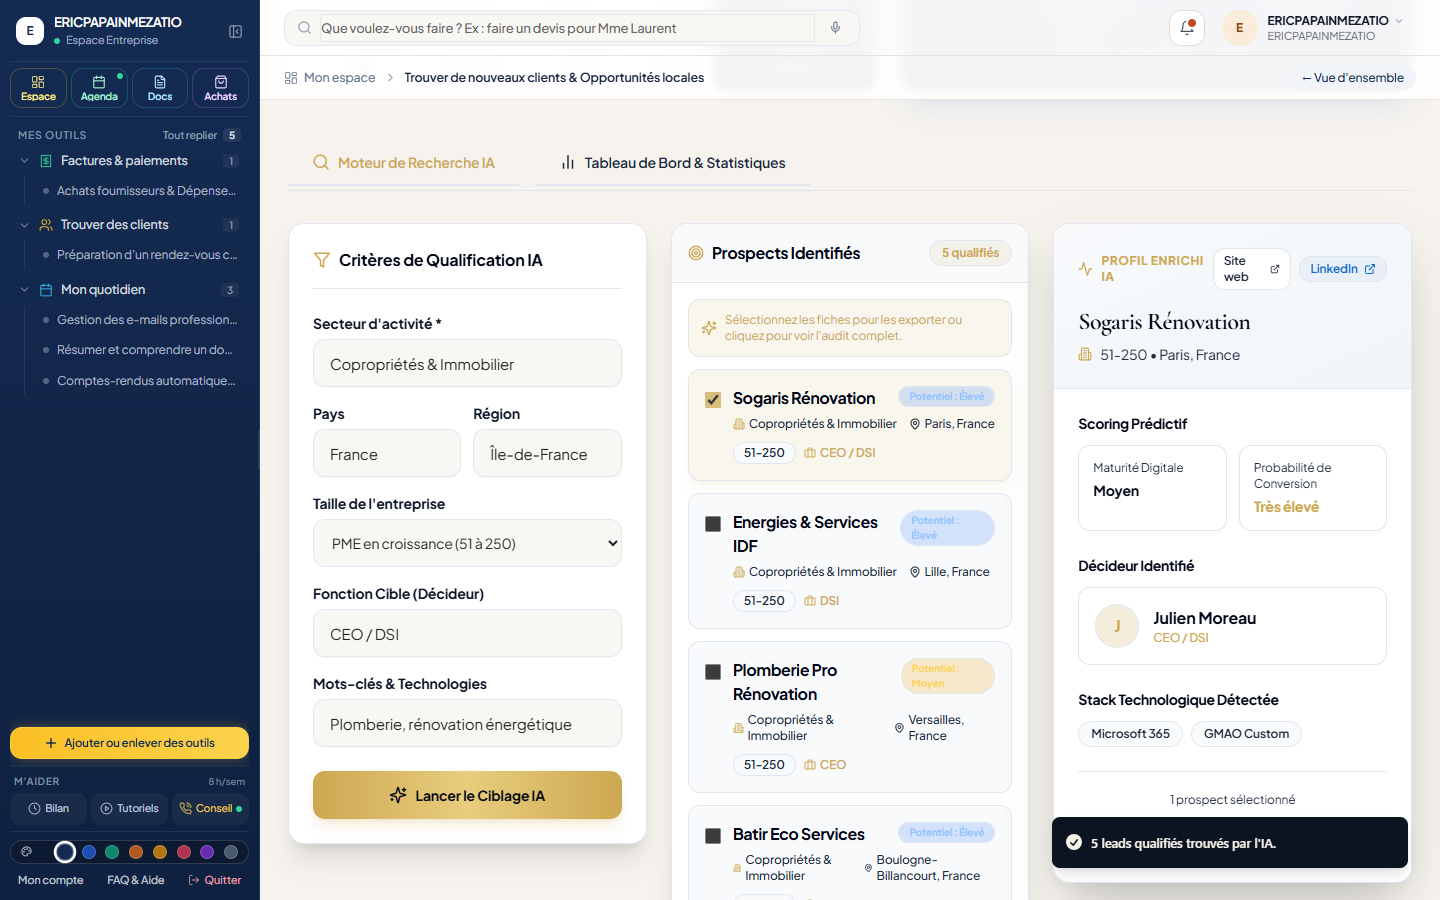 E
ERICPAPAINMEZATIO
Espace Entreprise
Espace
Agenda
Docs
Achats
MES OUTILS
Tout replier
5
Factures & paiements
1
Achats fournisseurs & Dépense...
Trouver des clients
1
Préparation d'un rendez-vous c...
Mon quotidien
3
Gestion des e-mails profession...
Résumer et comprendre un do...
Comptes-rendus automatique...
Ajouter ou enlever des outils
M'AIDER
8 h/sem
Bilan
Tutoriels
Conseil
Mon compte
FAQ & Aide
Quitter
Que voulez-vous faire ? Ex : faire un devis pour Mme Laurent
E
ERICPAPAINMEZATIO
ERICPAPAINMEZATIO
Mon espace
Trouver de nouveaux clients & Opportunités locales
← Vue d'ensemble
Moteur de Recherche IA
Tableau de Bord & Statistiques
Critères de Qualification IA
Secteur d'activité *
Copropriétés & Immobilier
Pays
Région
France
Île-de-France
Taille de l'entreprise
PME en croissance (51 à 250)
Fonction Cible (Décideur)
CEO / DSI
Mots-clés & Technologies
Plomberie, rénovation énergétique
Lancer le Ciblage IA
Prospects Identifiés
5 qualifiés
Sélectionnez les fiches pour les exporter ou
cliquez pour voir l'audit complet.
Sogaris Rénovation
Potentiel : Élevé
Copropriétés & Immobilier
Paris, France
51-250
CEO / DSI
Energies & Services
IDF
Potentiel :
Élevé
Copropriétés & Immobilier
Lille, France
51-250
DSI
Plomberie Pro
Rénovation
Potentiel :
Moyen
Copropriétés &
Immobilier
Versailles,
France
51-250
CEO
Batir Eco Services
Potentiel : Élevé
Copropriétés &
Immobilier
Boulogne-
Billancourt, France
PROFIL ENRICHI
IA
Site
web
LinkedIn
Sogaris Rénovation
51-250 • Paris, France
Scoring Prédictif
Maturité Digitale
Moyen
Probabilité de
Conversion
Très élevé
Décideur Identifié
J
Julien Moreau
CEO / DSI
Stack Technologique Détectée
Microsoft 365
GMAO Custom
1 prospect sélectionné
5 leads qualifiés trouvés par l'IA.